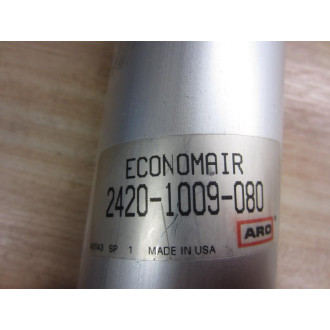 ECONOMAIR
2420-1009-080
ARO
SP 1 MADE IN USA